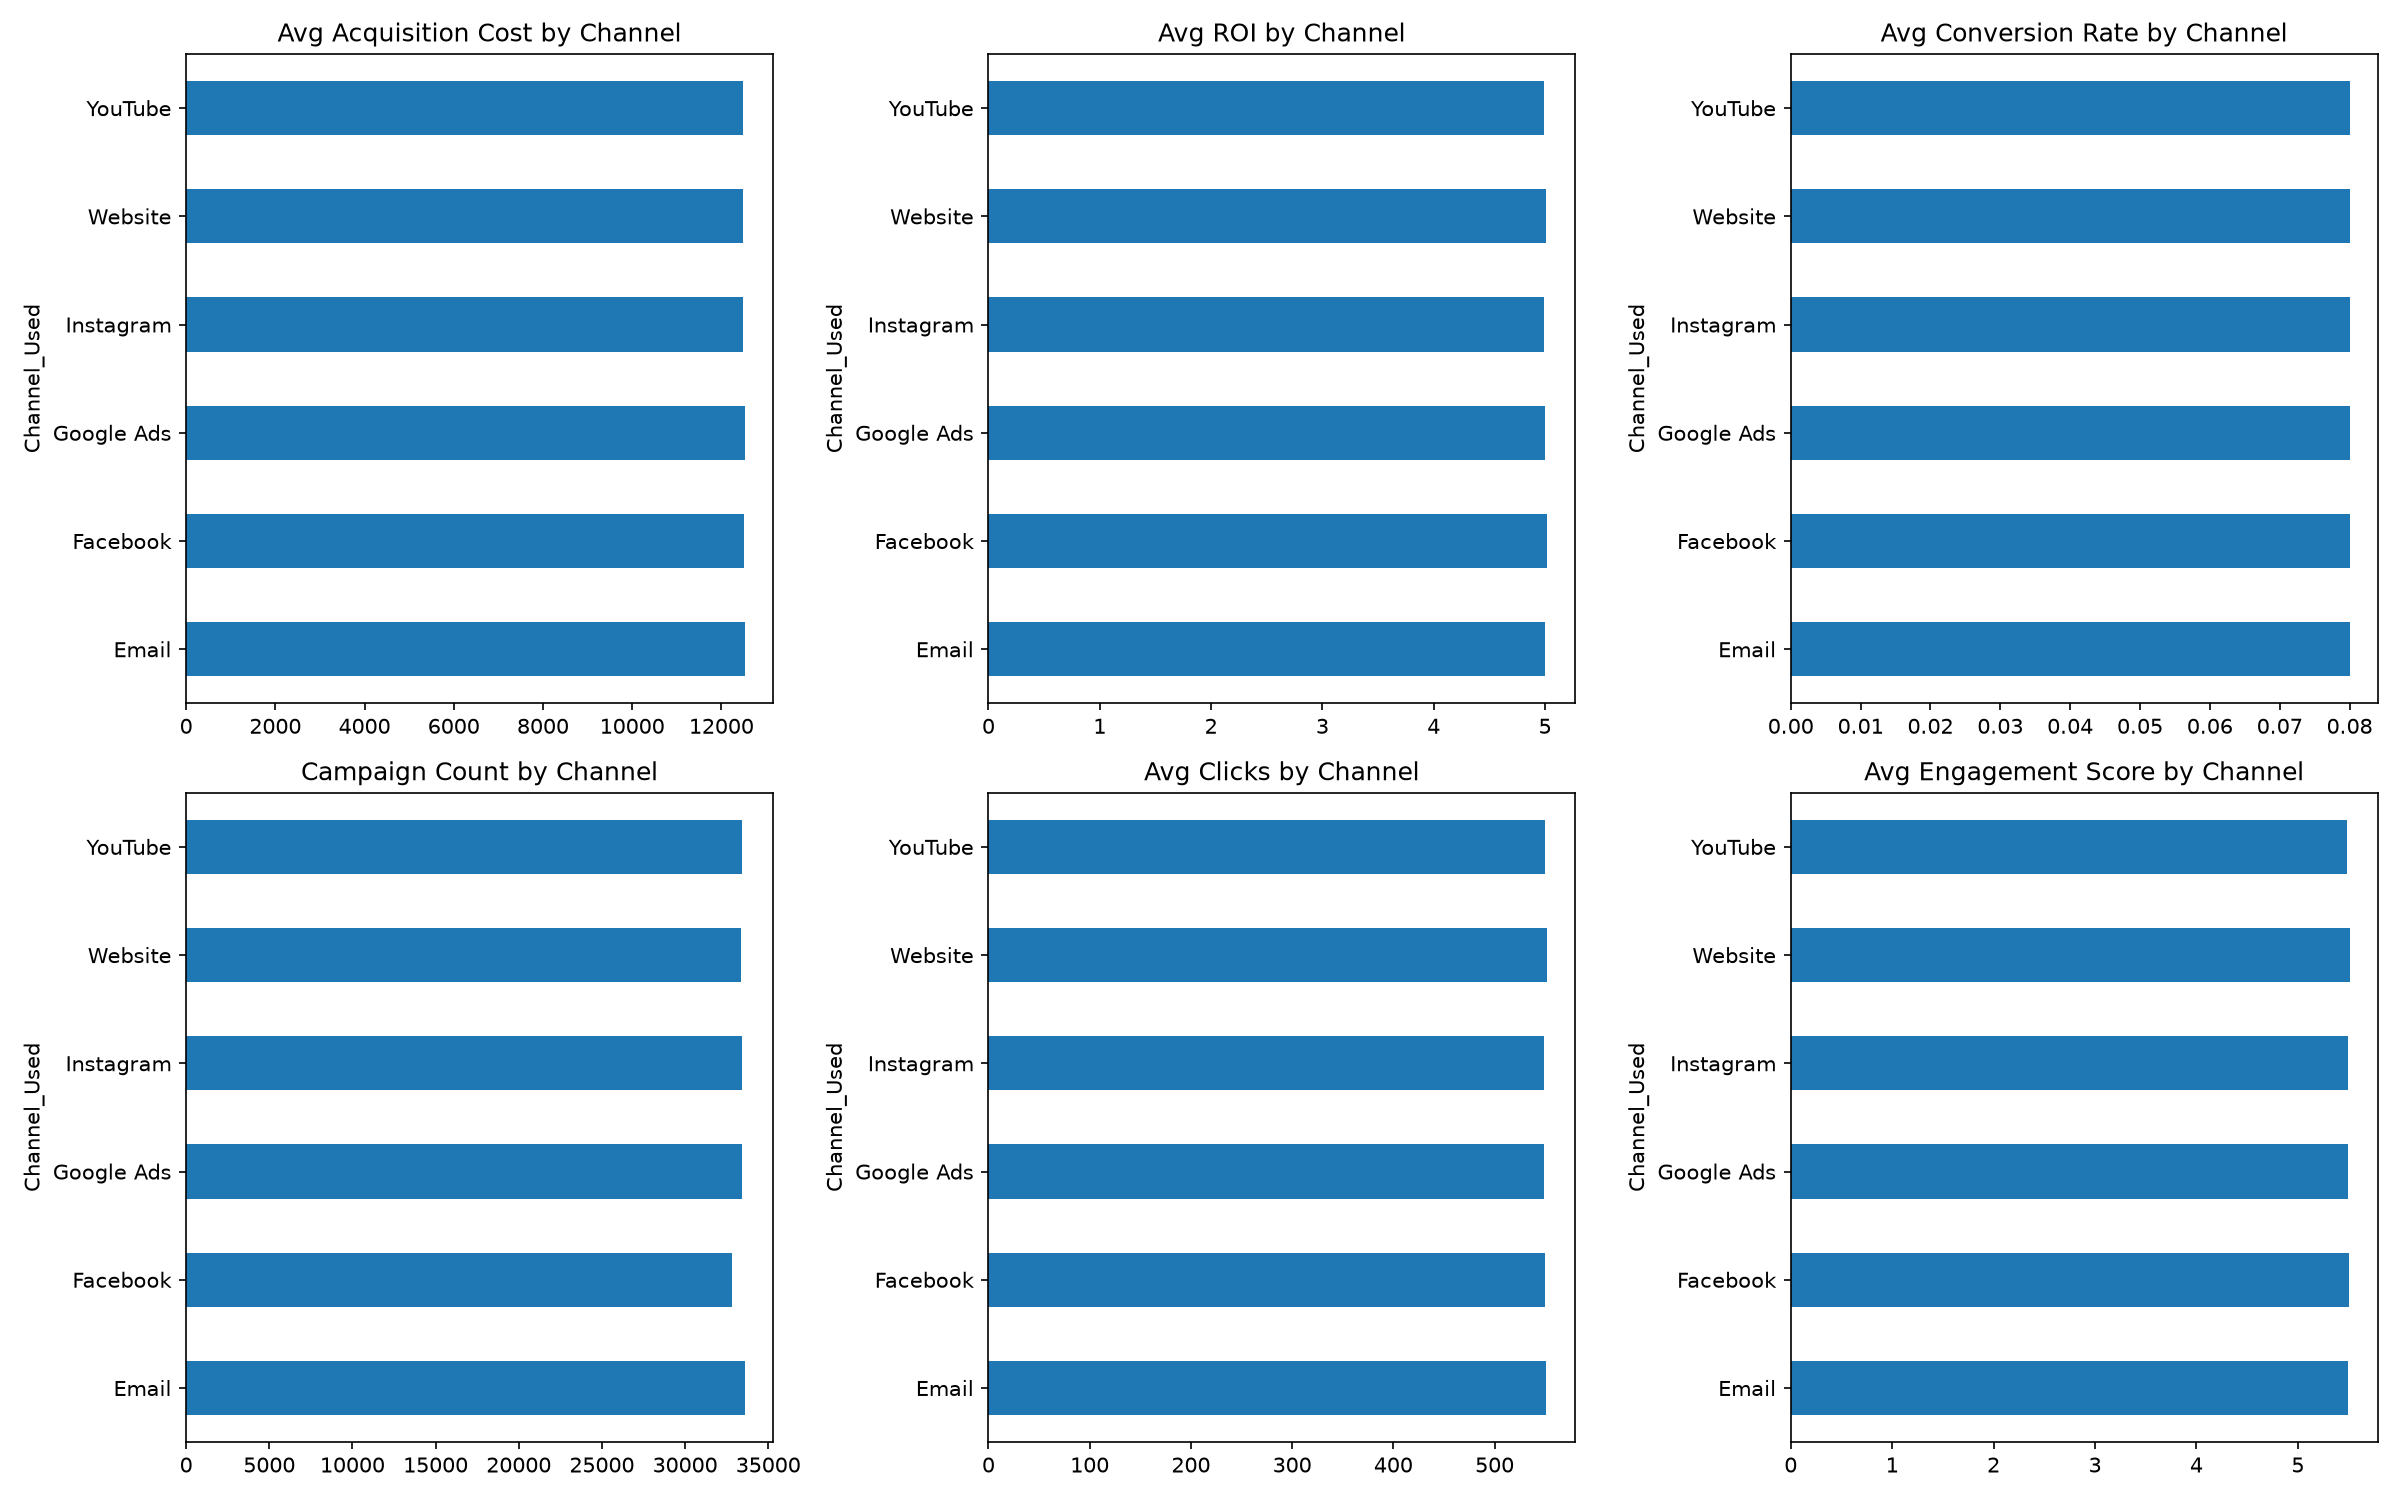 Avg Acquisition Cost by Channel
Channel_Used
YouTube
Website
Instagram
Google Ads
Facebook
Email
0 2000 4000 6000 8000 10000 12000
Avg ROI by Channel
Channel_Used
YouTube
Website
Instagram
Google Ads
Facebook
Email
0 1 2 3 4 5
Avg Conversion Rate by Channel
Channel_Used
YouTube
Website
Instagram
Google Ads
Facebook
Email
0.00 0.01 0.02 0.03 0.04 0.05 0.06 0.07 0.08
Campaign Count by Channel
Channel_Used
YouTube
Website
Instagram
Google Ads
Facebook
Email
0 5000 10000 15000 20000 25000 30000 35000
Avg Clicks by Channel
Channel_Used
YouTube
Website
Instagram
Google Ads
Facebook
Email
0 100 200 300 400 500
Avg Engagement Score by Channel
Channel_Used
YouTube
Website
Instagram
Google Ads
Facebook
Email
0 1 2 3 4 5